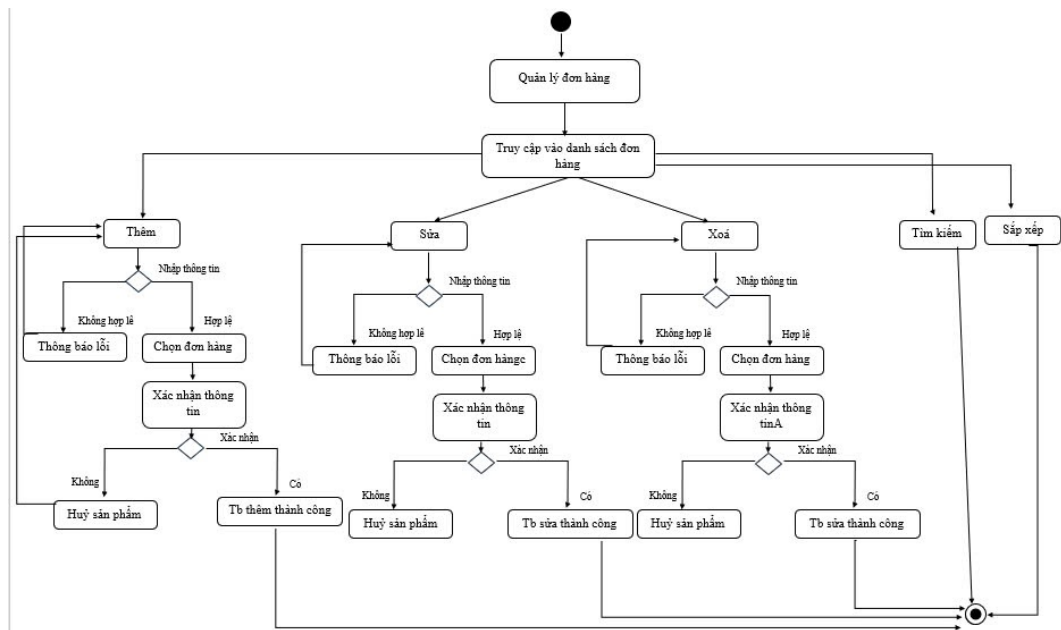 Quản lý đơn hàng
Truy cập vào danh sách đơn
hàng
Thêm
Sửa
Xoá
Tìm kiếm
Sắp xếp
Nhập thông tin
Nhập thông tin
Nhập thông tin
Không hợp lê
Hợp lệ
Không hợp lê
Hợp lệ
Không hợp lê
Hợp lệ
Thông báo lỗi
Chọn đơn hàng
Thông báo lỗi
Chọn đơn hàngc
Thông báo lỗi
Chọn đơn hàng
Xác nhận thông
tin
Xác nhận thông
tin
Xác nhận thông
tinA
Xác nhận
Xác nhận
Xác nhận
Không
Có
Không
Có
Không
Có
Huỷ sản phẩm
Tb thêm thành công
Huỷ sản phẩm
Tb sửa thành công
Huỷ sản phẩm
Tb sửa thành công